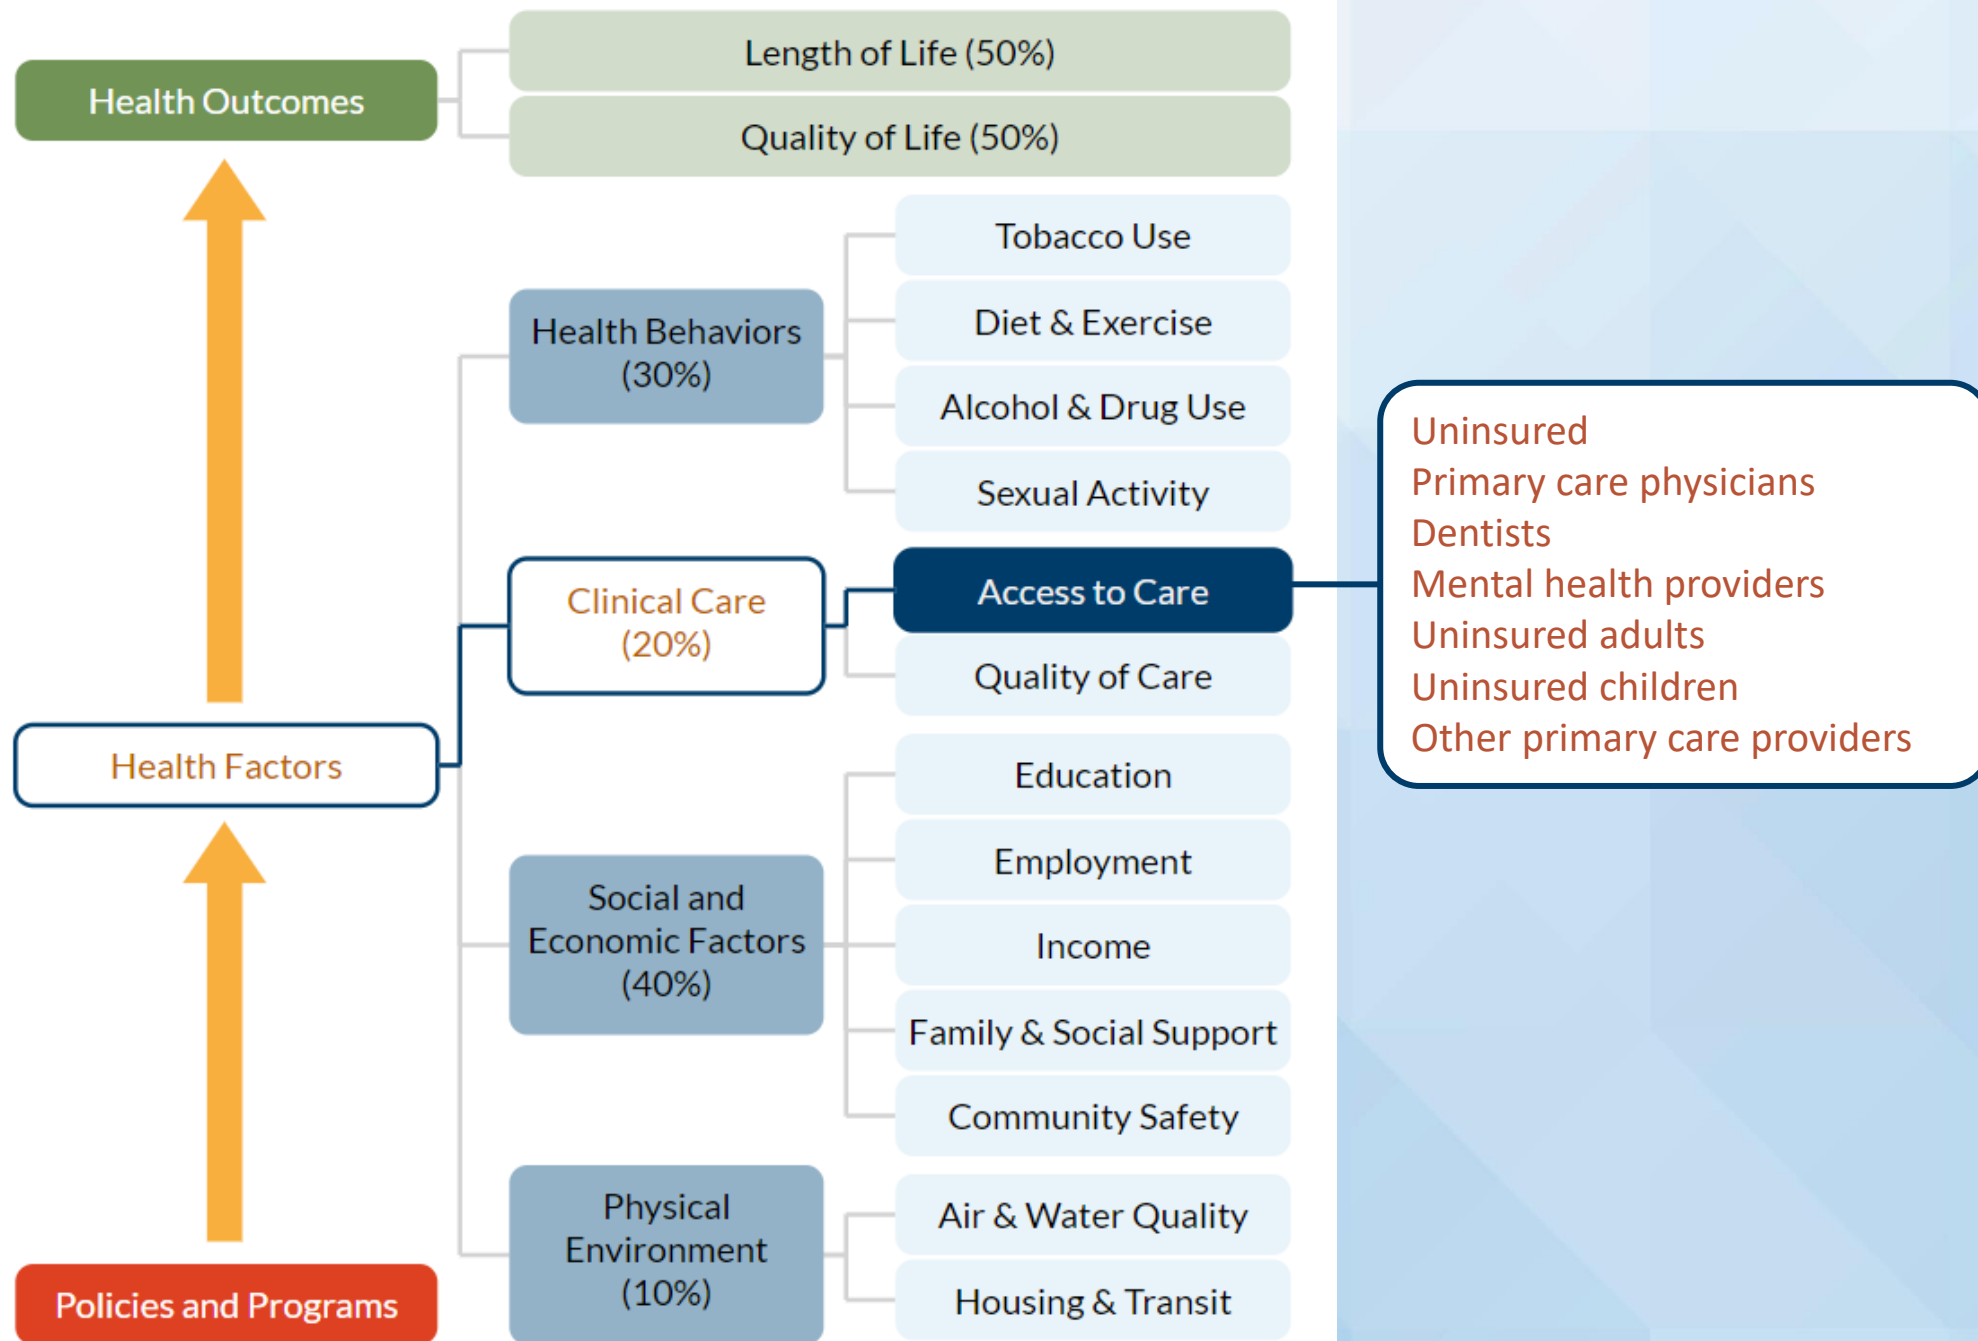 Health Outcomes
Length of Life (50%)
Quality of Life (50%)
Health Factors
Health Behaviors
(30%)
Tobacco Use
Diet & Exercise
Alcohol & Drug Use
Sexual Activity
Clinical Care
(20%)
Access to Care
Quality of Care
Uninsured
Primary care physicians
Dentists
Mental health providers
Uninsured adults
Uninsured children
Other primary care providers
Social and
Economic Factors
(40%)
Education
Employment
Income
Family & Social Support
Community Safety
Physical
Environment
(10%)
Air & Water Quality
Housing & Transit
Policies and Programs